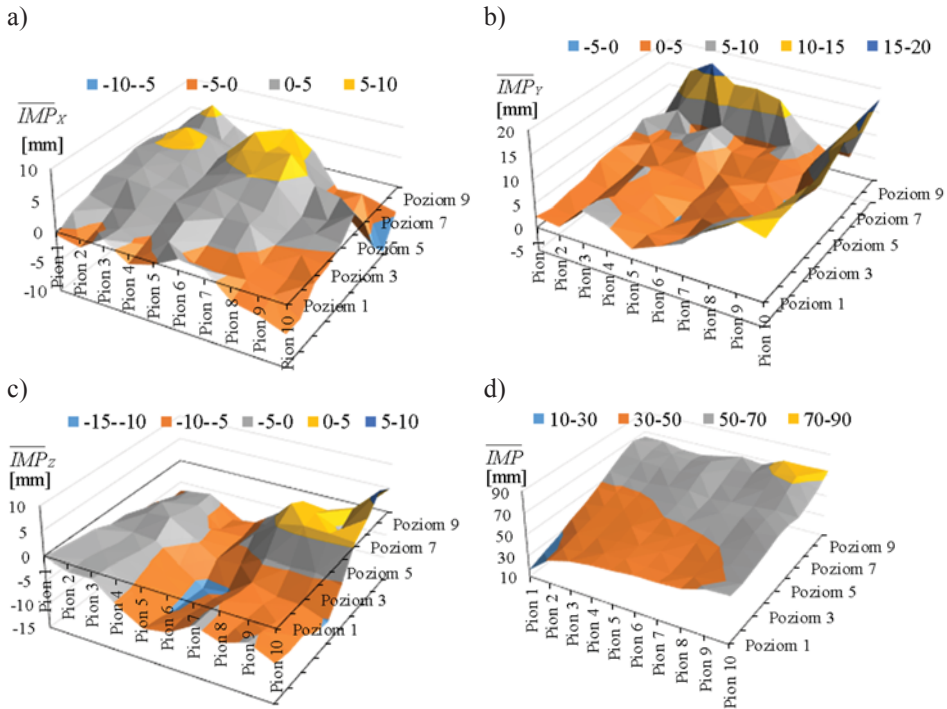 a)
-10--5 -5-0 0-5 5-10
IMPX
[mm]
10
5
0
-5
-10
Pion 1
Pion 2
Pion 3
Pion 4
Pion 5
Pion 6
Pion 7
Pion 8
Pion 9
Pion 10
Poziom 1
Poziom 3
Poziom 5
Poziom 7
Poziom 9
b)
-5-0 0-5 5-10 10-15 15-20
IMPY
[mm]
20
15
10
5
0
-5
Pion 1
Pion 2
Pion 3
Pion 4
Pion 5
Pion 6
Pion 7
Pion 8
Pion 9
Pion 10
Poziom 1
Poziom 3
Poziom 5
Poziom 7
Poziom 9
c)
-15--10 -10--5 -5-0 0-5 5-10
IMPZ
[mm]
10
5
0
-5
-10
-15
Pion 1
Pion 2
Pion 3
Pion 4
Pion 5
Pion 6
Pion 7
Pion 8
Pion 9
Pion 10
Poziom 1
Poziom 3
Poziom 5
Poziom 7
Poziom 9
d)
10-30 30-50 50-70 70-90
IMP
[mm]
90
70
50
30
10
Pion 1
Pion 2
Pion 3
Pion 4
Pion 5
Pion 6
Pion 7
Pion 8
Pion 9
Pion 10
Poziom 1
Poziom 3
Poziom 5
Poziom 7
Poziom 9